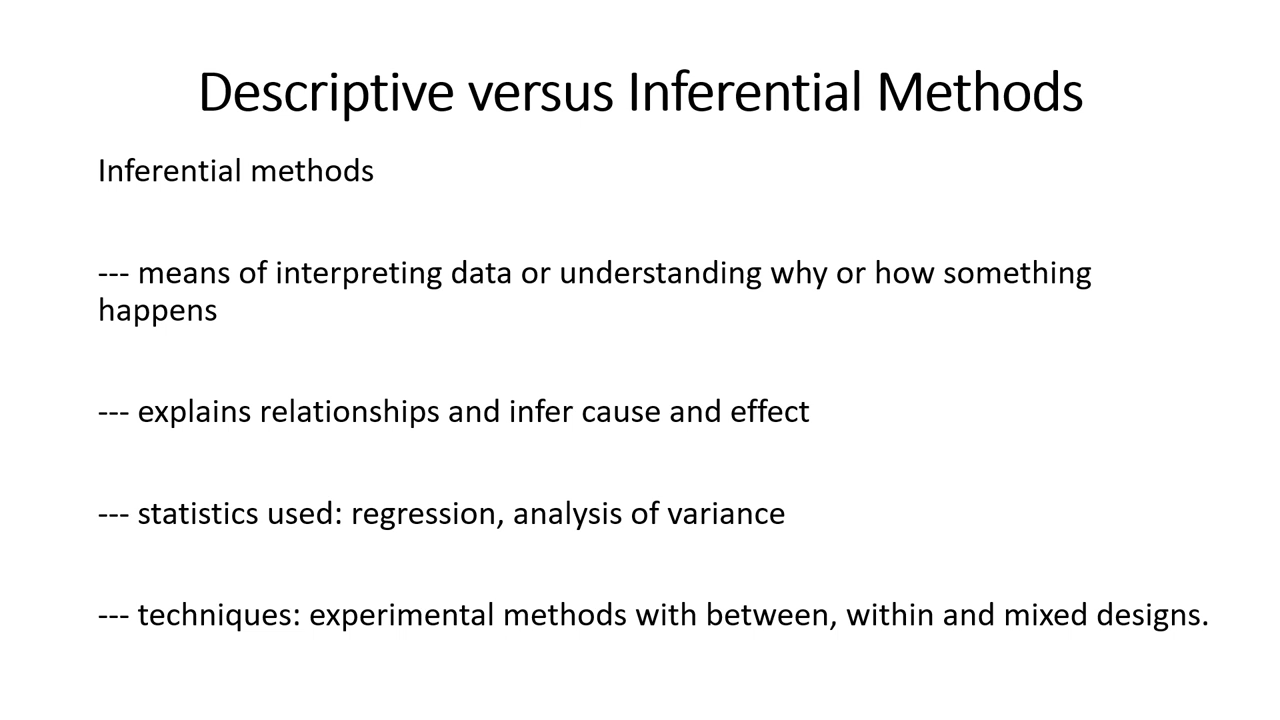 Descriptive versus Inferential Methods
Inferential methods
--- means of interpreting data or understanding why or how something
happens
--- explains relationships and infer cause and effect
--- statistics used: regression, analysis of variance
--- techniques: experimental methods with between, within and mixed designs.